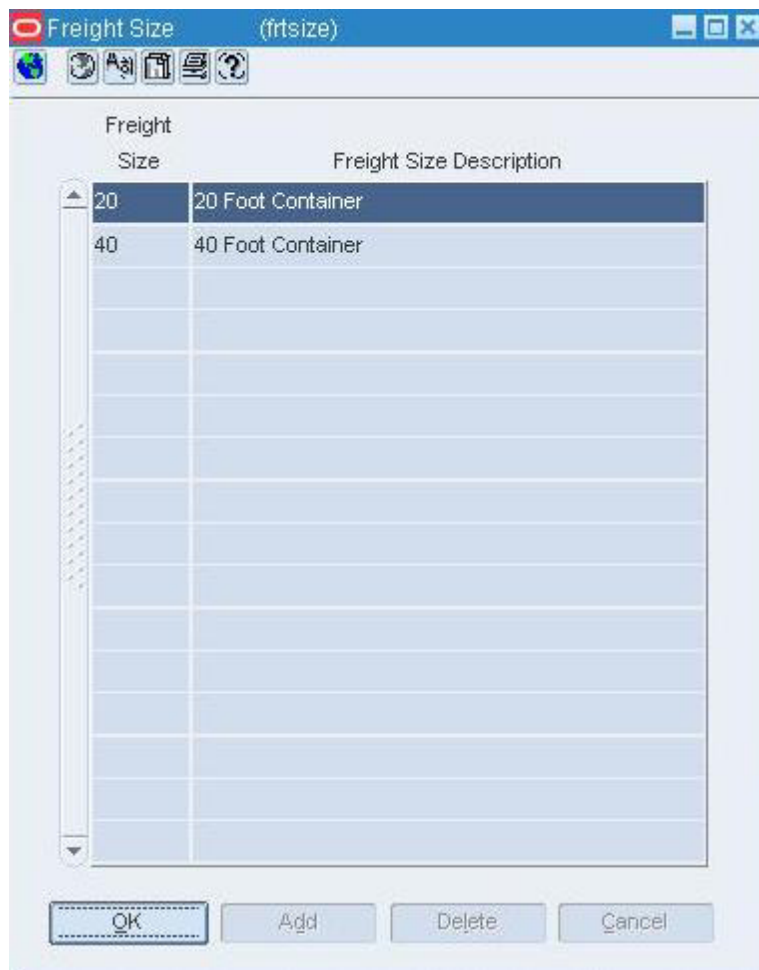 Freight Size (frtsize)
Freight
Size Freight Size Description
20 20 Foot Container
40 40 Foot Container
OK Add Delete Cancel